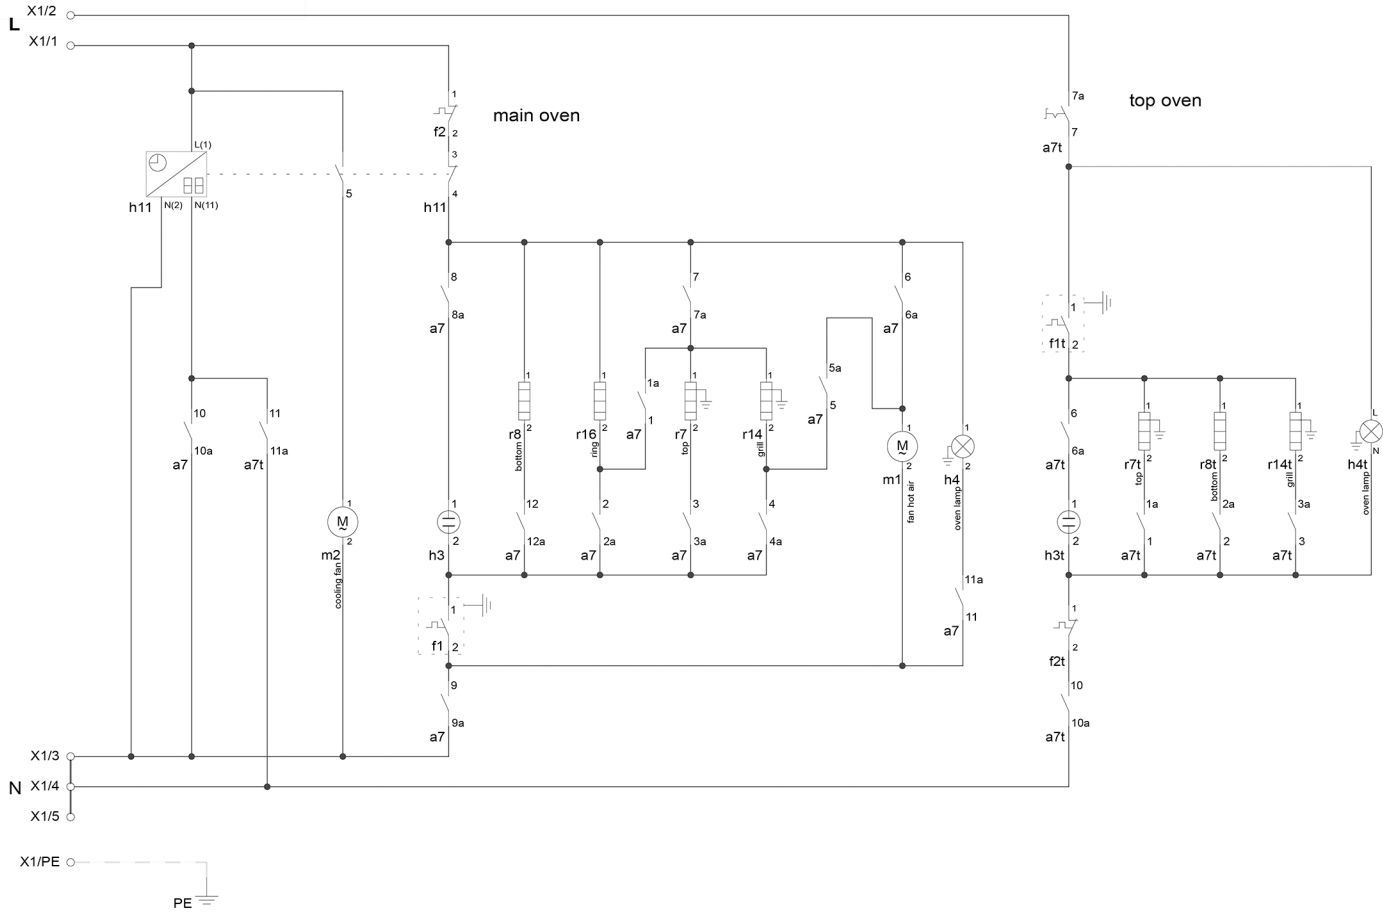 X1/2
L
X1/1
1
7a
main oven
top oven
f2
2
7
a7t
L(1)
3
5
4
h11
N(2)
N(11)
h11
8
7
6
8a
7a
6a
a7
a7
a7
1
f1t
2
1a
5a
1
1
1
1
5
1
2
2
2
2
1
1
r8
r16
a7
r7
r14
a7
bottom
ring
top
grill
M
~
2
m1
fan hot air
2
h4
oven lamp
10
11
10a
11a
a7
a7t
6
1
1
1
L
6a
2
2
2
N
a7t
r7t
r8t
r14t
h4t
top
bottom
grill
oven lamp
1
M
~
2
m2
cooling fan
1
2
h3
12
2
3
4
12a
2a
3a
4a
a7
a7
a7
a7
1
2
h3t
1a
2a
3a
1
2
3
a7t
a7t
a7t
11a
11
a7
1
f1
2
1
2
f2t
9
9a
a7
10
10a
a7t
X1/3
N
X1/4
X1/5
X1/PE
PE